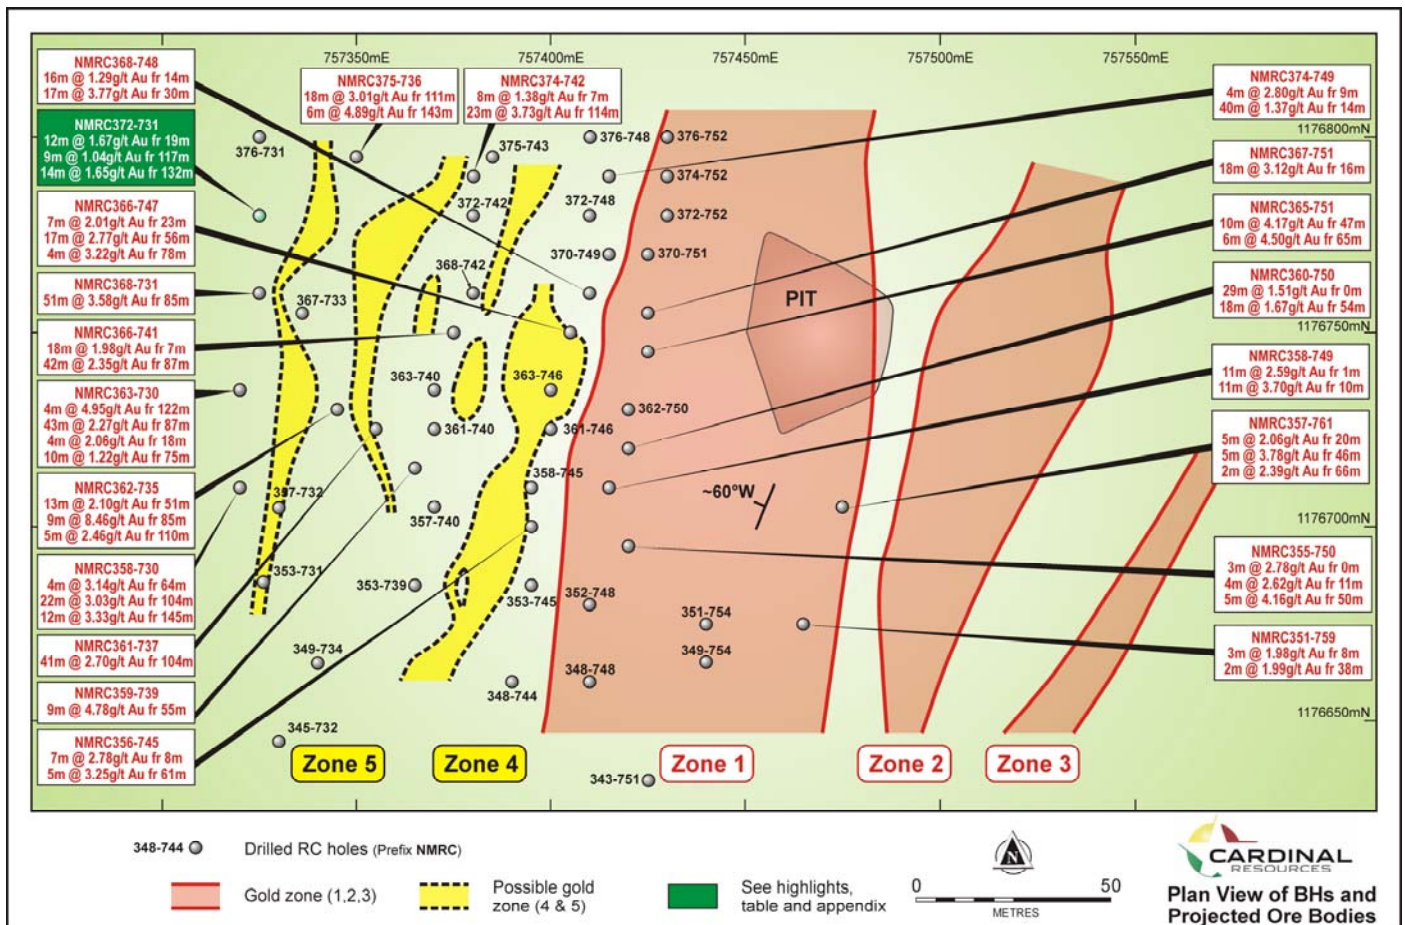 757350mE
757400mE
757450mE
757500mE
757550mE
NMRC368-748
16m @ 1.29g/t Au fr 14m
17m @ 3.77g/t Au fr 30m
NMRC372-731
12m @ 1.67g/t Au fr 19m
9m @ 1.04g/t Au fr 117m
14m @ 1.65g/t Au fr 132m
NMRC366-747
7m @ 2.01g/t Au fr 23m
17m @ 2.77g/t Au fr 56m
4m @ 3.22g/t Au fr 78m
NMRC368-731
51m @ 3.58g/t Au fr 85m
NMRC366-741
18m @ 1.98g/t Au fr 7m
42m @ 2.35g/t Au fr 87m
NMRC363-730
4m @ 4.95g/t Au fr 122m
43m @ 2.27g/t Au fr 87m
4m @ 2.06g/t Au fr 18m
10m @ 1.22g/t Au fr 75m
NMRC362-735
13m @ 2.10g/t Au fr 51m
9m @ 8.46g/t Au fr 85m
5m @ 2.46g/t Au fr 110m
NMRC358-730
4m @ 3.14g/t Au fr 64m
22m @ 3.03g/t Au fr 104m
12m @ 3.33g/t Au fr 145m
NMRC361-737
41m @ 2.70g/t Au fr 104m
NMRC359-739
9m @ 4.78g/t Au fr 55m
NMRC356-745
7m @ 2.78g/t Au fr 8m
5m @ 3.25g/t Au fr 61m
NMRC375-736
18m @ 3.01g/t Au fr 111m
6m @ 4.89g/t Au fr 143m
NMRC374-742
8m @ 1.38g/t Au fr 7m
23m @ 3.73g/t Au fr 114m
376-731
375-743
376-748
376-752
374-752
372-742
372-748
372-752
370-749
370-751
368-742
367-733
PIT
363-740
363-746
362-750
361-740
361-746
358-745
357-732
357-740
~60°W
353-731
353-739
353-745
352-748
351-754
349-734
349-754
348-744
348-748
345-732
343-751
NMRC374-749
4m @ 2.80g/t Au fr 9m
40m @ 1.37g/t Au fr 14m
1176800mN
NMRC367-751
18m @ 3.12g/t Au fr 16m
NMRC365-751
10m @ 4.17g/t Au fr 47m
6m @ 4.50g/t Au fr 65m
NMRC360-750
29m @ 1.51g/t Au fr 0m
18m @ 1.67g/t Au fr 54m
1176750mN
NMRC358-749
11m @ 2.59g/t Au fr 1m
11m @ 3.70g/t Au fr 10m
NMRC357-761
5m @ 2.06g/t Au fr 20m
5m @ 3.78g/t Au fr 46m
2m @ 2.39g/t Au fr 66m
1176700mN
NMRC355-750
3m @ 2.78g/t Au fr 0m
4m @ 2.62g/t Au fr 11m
5m @ 4.16g/t Au fr 50m
NMRC351-759
3m @ 1.98g/t Au fr 8m
2m @ 1.99g/t Au fr 38m
1176650mN
Zone 5
Zone 4
Zone 1
Zone 2
Zone 3
348-744
Drilled RC holes (Prefix NMRC)
Gold zone (1,2,3)
Possible gold
zone (4 & 5)
See highlights,
table and appendix
N
0
50
METRES
CARDINAL
RESOURCES
Plan View of BHs and
Projected Ore Bodies